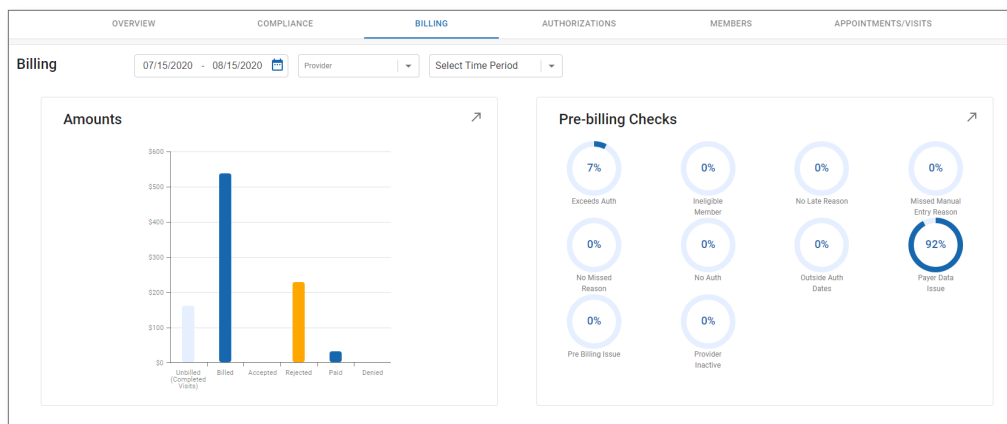 OVERVIEW COMPLIANCE BILLING AUTHORIZATIONS MEMBERS APPOINTMENTS/VISITS
Billing
07/15/2020 - 08/15/2020
Provider
Select Time Period
Amounts
$600
$500
$400
$300
$200
$100
$0
Unbilled
(Completed
Visits)
Billed
Accepted
Rejected
Paid
Denied
Pre-billing Checks
7%
Exceeds Auth
0%
Ineligible
Member
0%
No Late Reason
0%
Missed Manual
Entry Reason
0%
No Missed
Reason
0%
No Auth
0%
Outside Auth
Dates
92%
Payer Data
Issue
0%
Pre Billing Issue
0%
Provider
Inactive